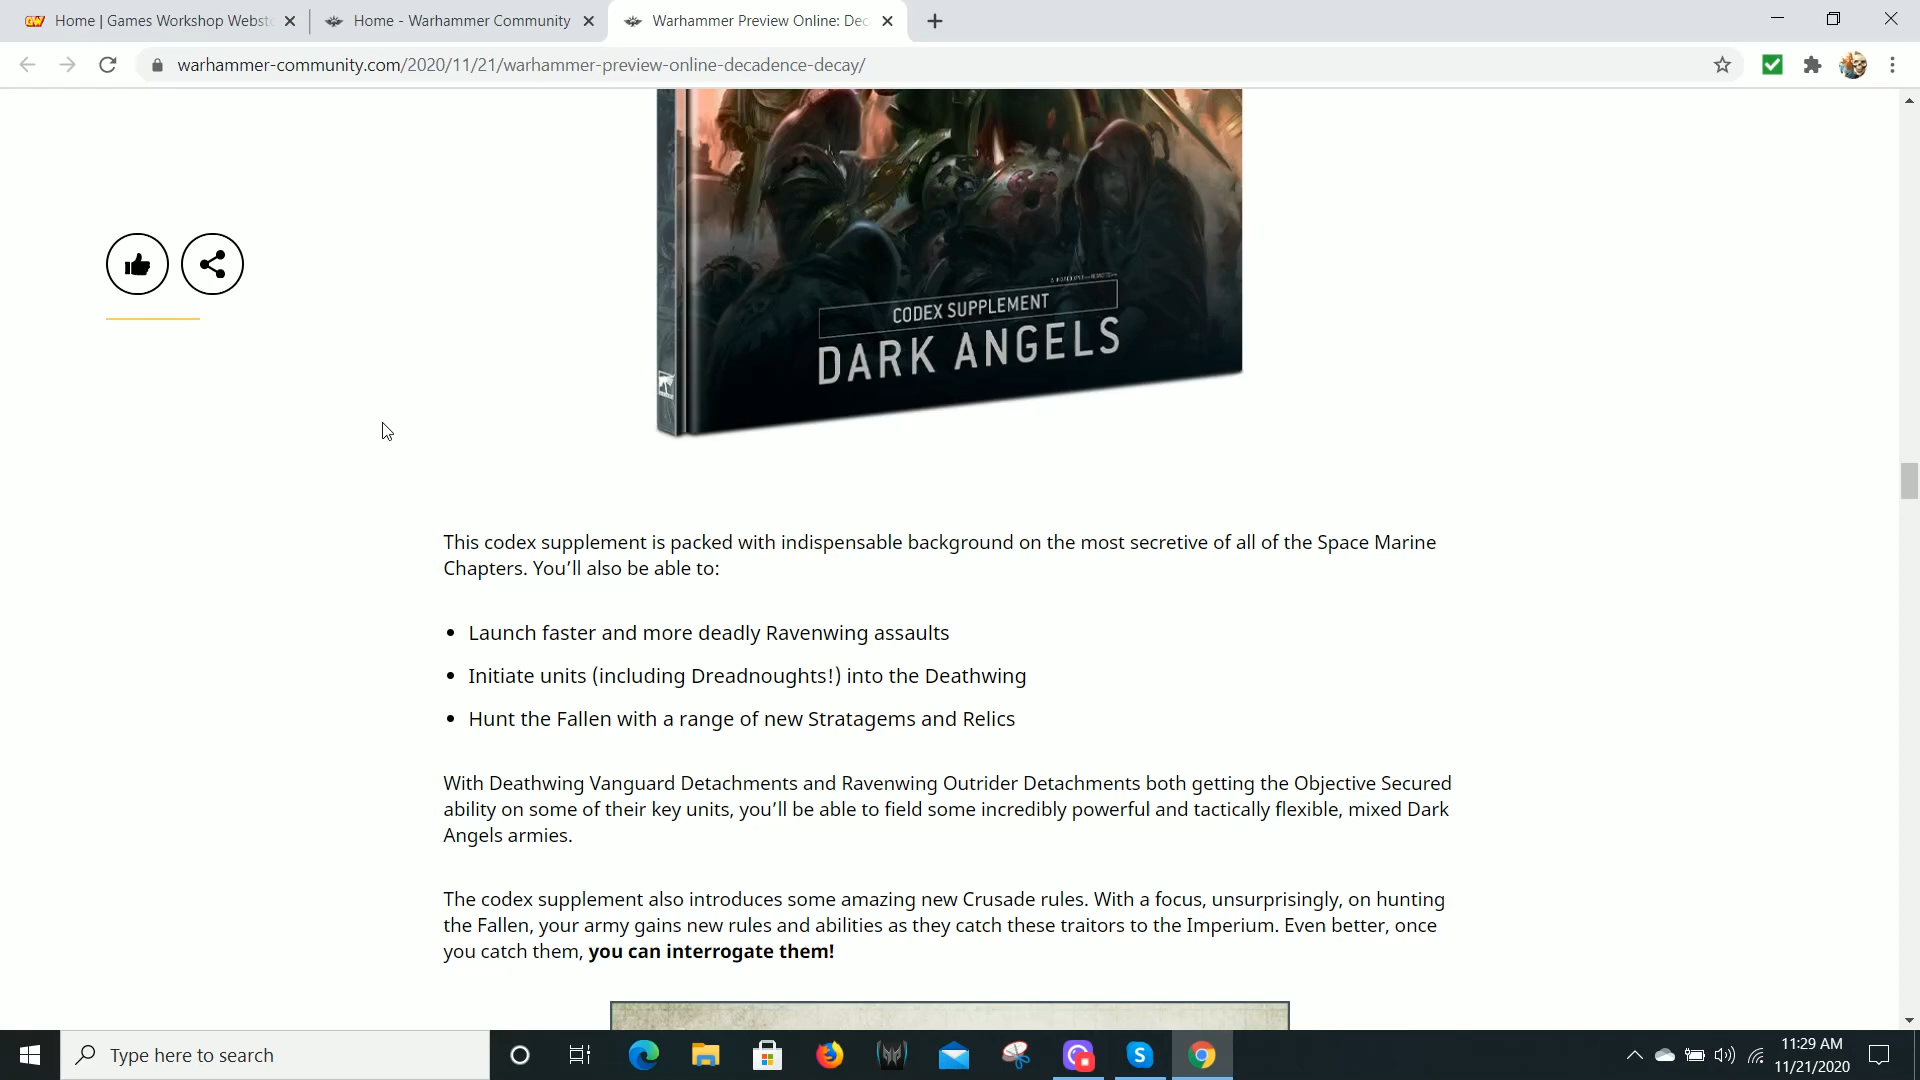 GW Home | Games Workshop Webst
Home - Warhammer Community
Warhammer Preview Online: Dec
warhammer-community.com/2020/11/21/warhammer-preview-online-decadence-decay/
CODEX SUPPLEMENT
DARK ANGELS
This codex supplement is packed with indispensable background on the most secretive of all of the Space Marine
Chapters. You’ll also be able to:
• Launch faster and more deadly Ravenwing assaults
• Initiate units (including Dreadnoughts!) into the Deathwing
• Hunt the Fallen with a range of new Stratagems and Relics
With Deathwing Vanguard Detachments and Ravenwing Outrider Detachments both getting the Objective Secured
ability on some of their key units, you’ll be able to field some incredibly powerful and tactically flexible, mixed Dark
Angels armies.
The codex supplement also introduces some amazing new Crusade rules. With a focus, unsurprisingly, on hunting
the Fallen, your army gains new rules and abilities as they catch these traitors to the Imperium. Even better, once
you catch them, you can interrogate them!
Type here to search
S
11:29 AM
11/21/2020